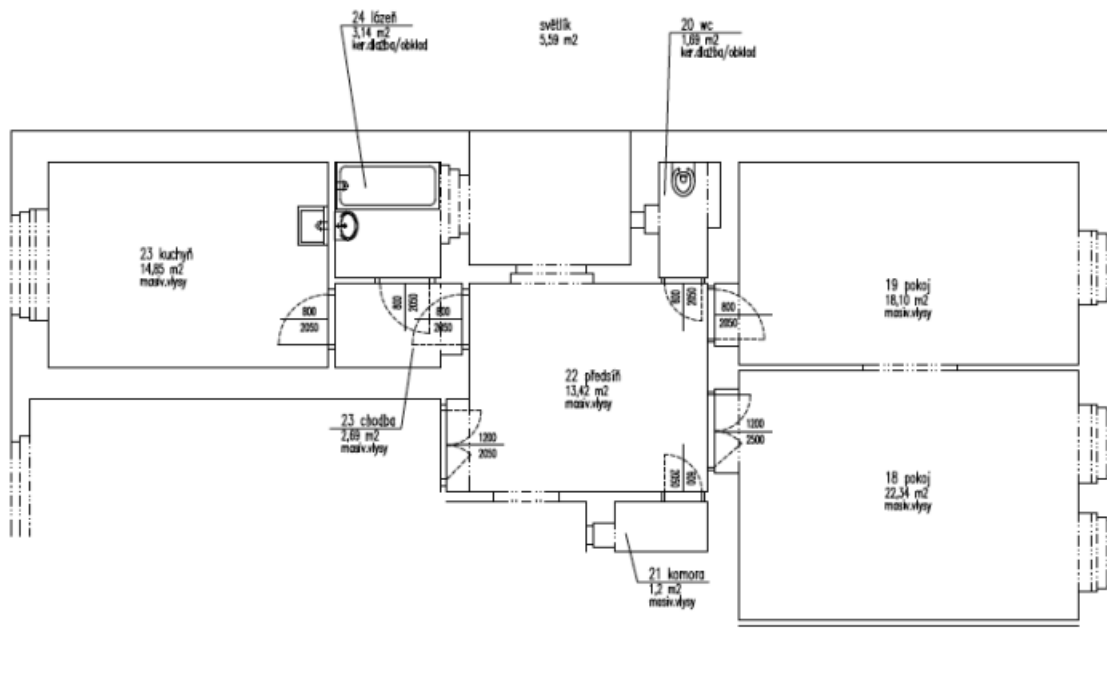 24 lázeň
3,14 m2
ker.dlažba/obklad
světlík
5,59 m2
20 wc
1,69 m2
ker.dlažba/obklad
23 kuchyň
14,85 m2
masiv.vlysy
800
2050
800
2050
800
2050
800
2050
800
2050
19 pokoj
18,10 m2
masiv.vlysy
22 předsíň
13,42 m2
masiv.vlysy
23 chodba
2,69 m2
masiv.vlysy
1200
2050
1200
2500
800
2050
18 pokoj
22,34 m2
masiv.vlysy
21 komora
1,2 m2
masiv.vlysy